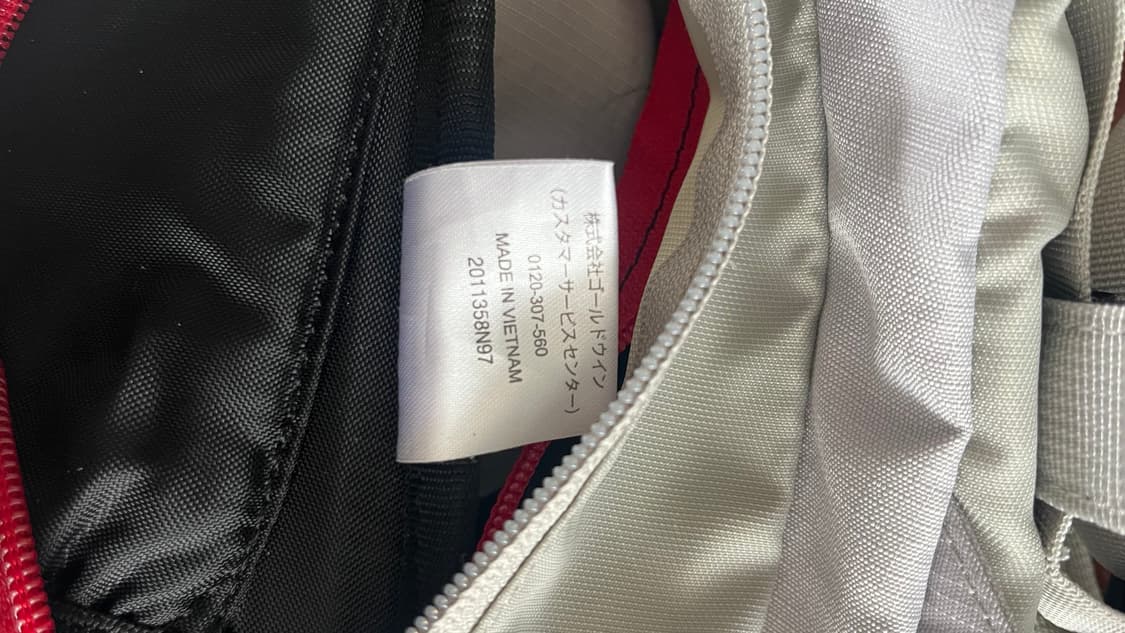 株式会社ゴールドウイン
(カスタマーサービスセンター)
0120-307-560
MADE IN VIETNAM
2011358N97